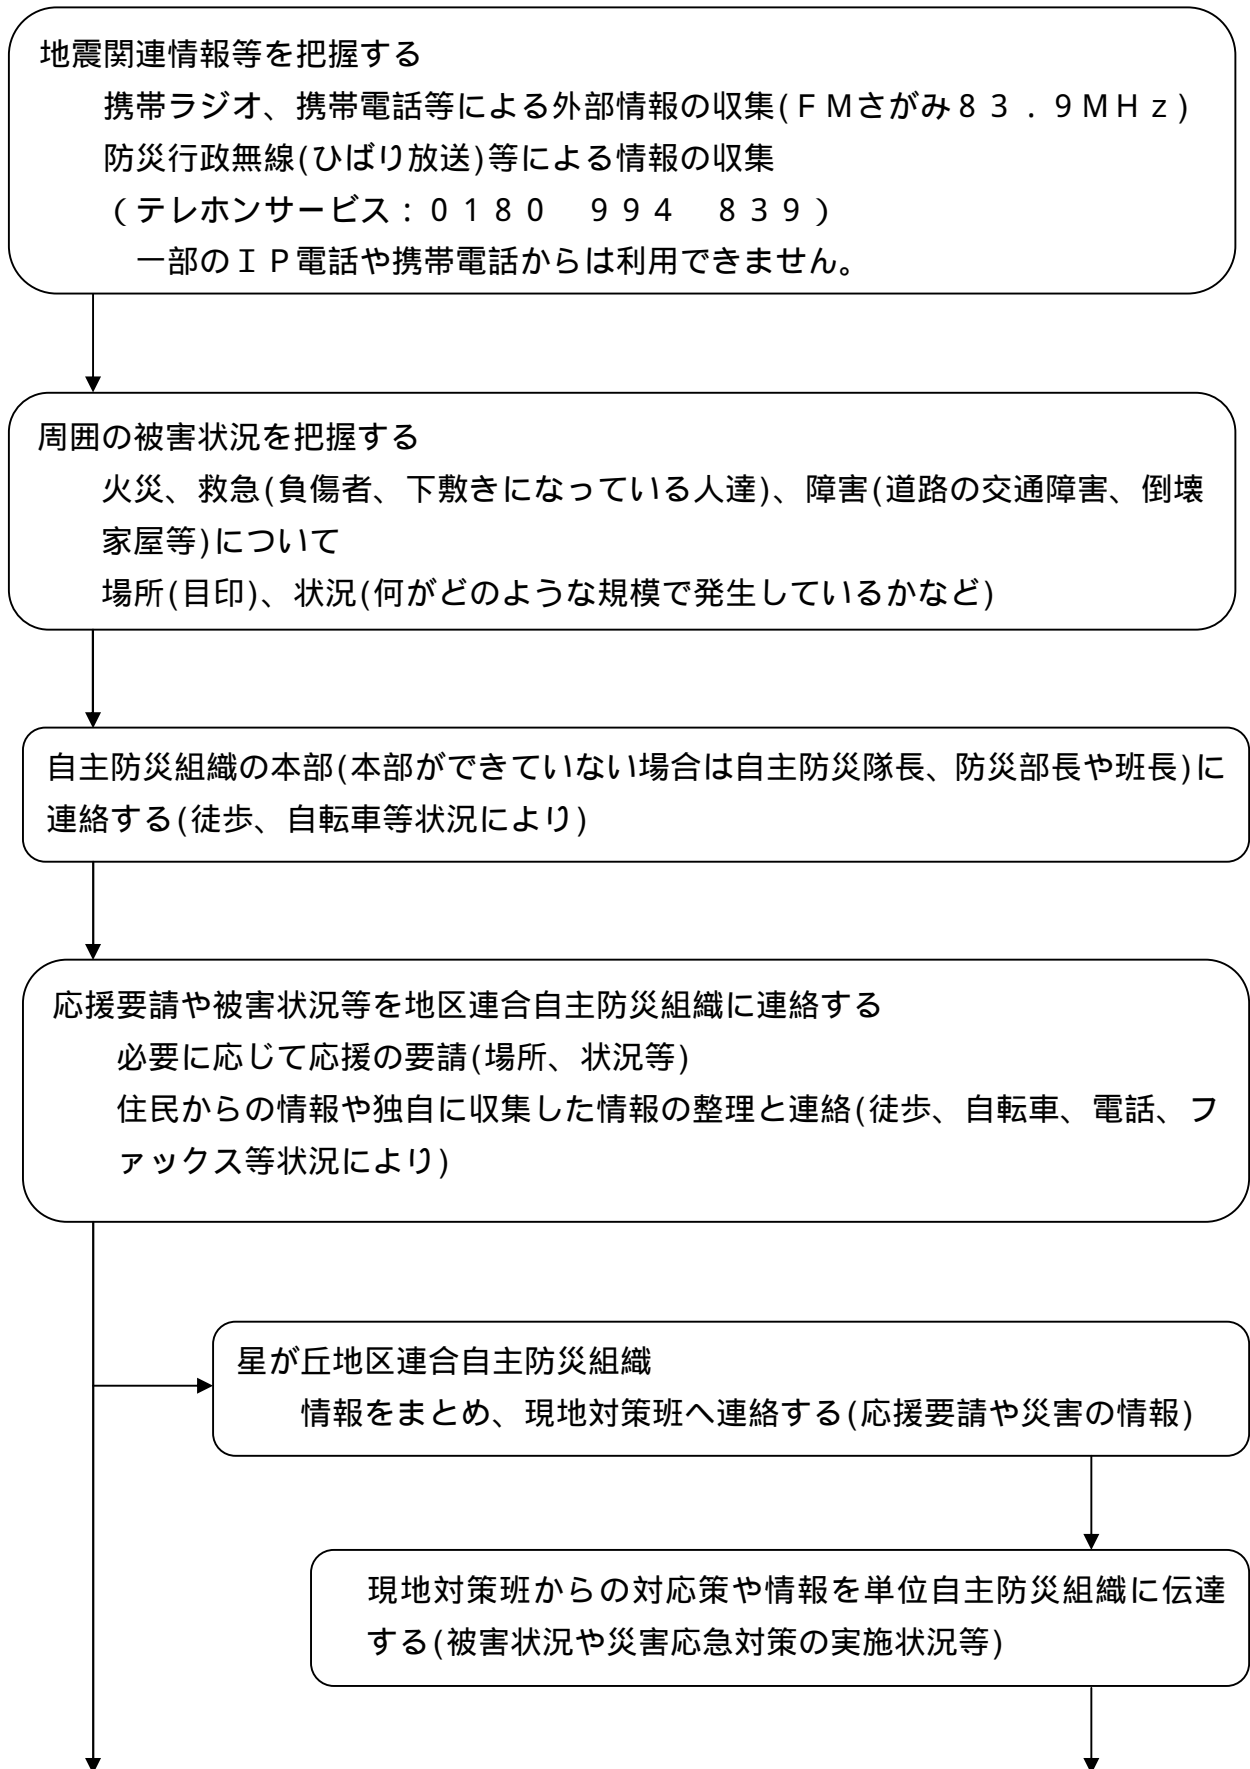 地震関連情報等を把握する
携帯ラジオ、携帯電話等による外部情報の収集(ＦＭさがみ８３．９ＭＨｚ)
防災行政無線(ひばり放送)等による情報の収集
（テレホンサービス：０１８０　９９４　８３９）
一部のＩＰ電話や携帯電話からは利用できません。
周囲の被害状況を把握する
火災、救急(負傷者、下敷きになっている人達)、障害(道路の交通障害、倒壊
家屋等)について
場所(目印)、状況(何がどのような規模で発生しているかなど)
自主防災組織の本部(本部ができていない場合は自主防災隊長、防災部長や班長)に
連絡する(徒歩、自転車等状況により)
応援要請や被害状況等を地区連合自主防災組織に連絡する
必要に応じて応援の要請(場所、状況等)
住民からの情報や独自に収集した情報の整理と連絡(徒歩、自転車、電話、フ
ァックス等状況により)
星が丘地区連合自主防災組織
情報をまとめ、現地対策班へ連絡する(応援要請や災害の情報)
現地対策班からの対応策や情報を単位自主防災組織に伝達
する(被害状況や災害応急対策の実施状況等)